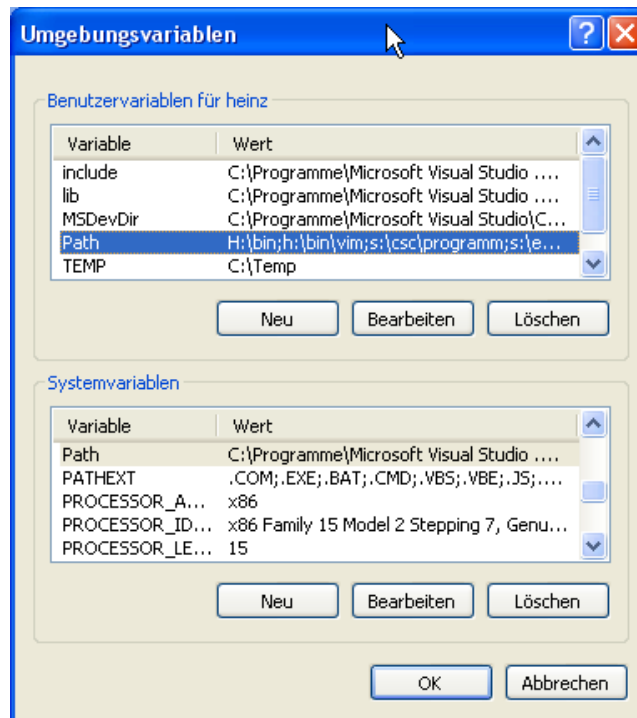 Umgebungsvariablen
Benutzervariablen für heinz
Variable Wert
include C:\Programme\Microsoft Visual Studio ....
lib C:\Programme\Microsoft Visual Studio ....
MSDevDir C:\Programme\Microsoft Visual Studio\C...
Path H:\bin;h:\bin\vim;s:\csc\programm;s:\e...
TEMP C:\Temp
Neu Bearbeiten Löschen
Systemvariablen
Variable Wert
Path C:\Programme\Microsoft Visual Studio ....
PATHEXT .COM;.EXE;.BAT;.CMD;.VBS;.VBE;.JS;....
PROCESSOR_A... x86
PROCESSOR_ID... x86 Family 15 Model 2 Stepping 7, Genu...
PROCESSOR_LE... 15
Neu Bearbeiten Löschen
OK Abbrechen